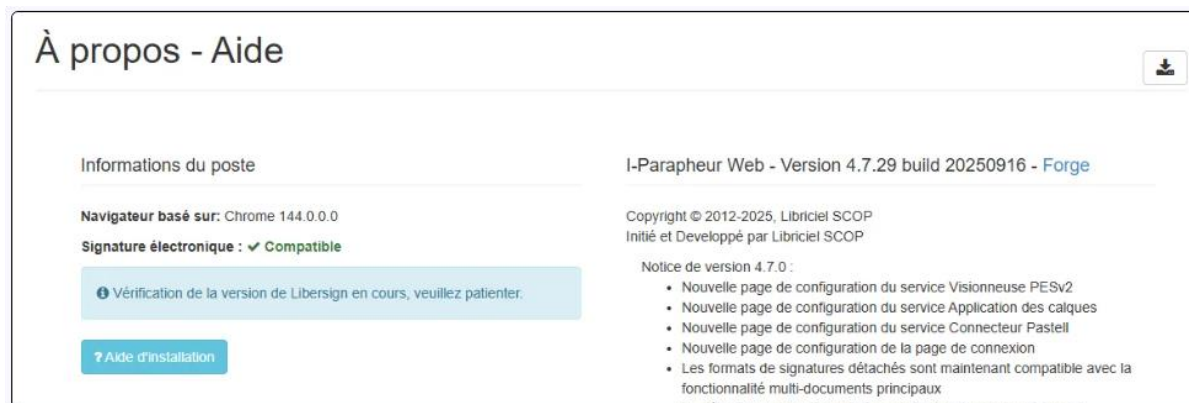 À propos - Aide
Informations du poste
Navigateur basé sur: Chrome 144.0.0.0
Signature électronique : ✔ Compatible
Vérification de la version de Libersign en cours, veuillez patienter.
? Aide d'installation
I-Parapheur Web - Version 4.7.29 build 20250916 - Forge
Copyright © 2012-2025, Libriciel SCOP
Initié et Developpé par Libriciel SCOP
Notice de version 4.7.0 :
• Nouvelle page de configuration du service Visionneuse PESv2
• Nouvelle page de configuration du service Application des calques
• Nouvelle page de configuration du service Connecteur Pastell
• Nouvelle page de configuration de la page de connexion
• Les formats de signatures détachés sont maintenant compatible avec la
fonctionnalité multi-documents principaux